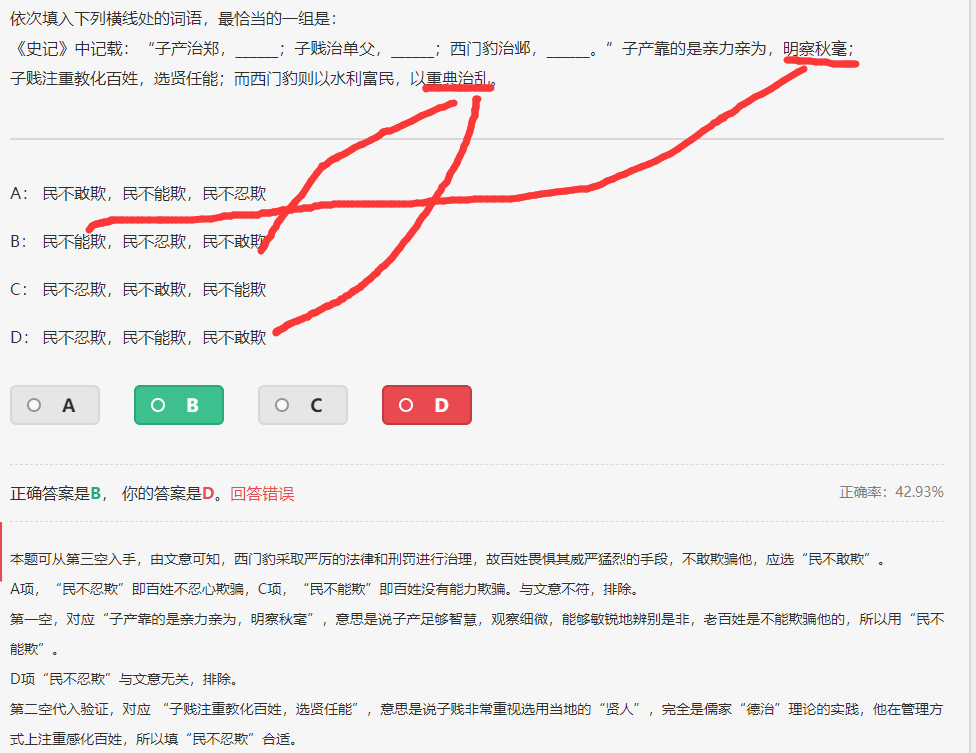 依次填入下列横线处的词语，最恰当的一组是：
《史记》中记载：“子产治郑，______；子贱治单父，______；西门豹治邺，______。”子产靠的是亲力亲为，明察秋毫；
子贱注重教化百姓，选贤任能；而西门豹则以水利富民，以重典治乱。
A： 民不敢欺，民不能欺，民不忍欺
B： 民不能欺，民不忍欺，民不敢欺
C： 民不忍欺，民不敢欺，民不能欺
D： 民不忍欺，民不能欺，民不敢欺
A B C D
正确答案是B， 你的答案是D。回答错误 正确率：42.93%
本题可从第三空入手，由文意可知，西门豹采取严厉的法律和刑罚进行治理，故百姓畏惧其威严猛烈的手段，不敢欺骗他，应选“民不敢欺”。
A项，“民不忍欺”即百姓不忍心欺骗，C项， “民不能欺”即百姓没有能力欺骗。与文意不符，排除。
第一空，对应“子产靠的是亲力亲为，明察秋毫”，意思是说子产足够智慧，观察细微，能够敏锐地辨别是非，老百姓是不能欺骗他的，所以用“民不
能欺”。
D项“民不忍欺”与文意无关，排除。
第二空代入验证，对应 “子贱注重教化百姓，选贤任能”，意思是说子贱非常重视选用当地的“贤人”，完全是儒家“德治”理论的实践，他在管理方
式上注重感化百姓，所以填“民不忍欺”合适。